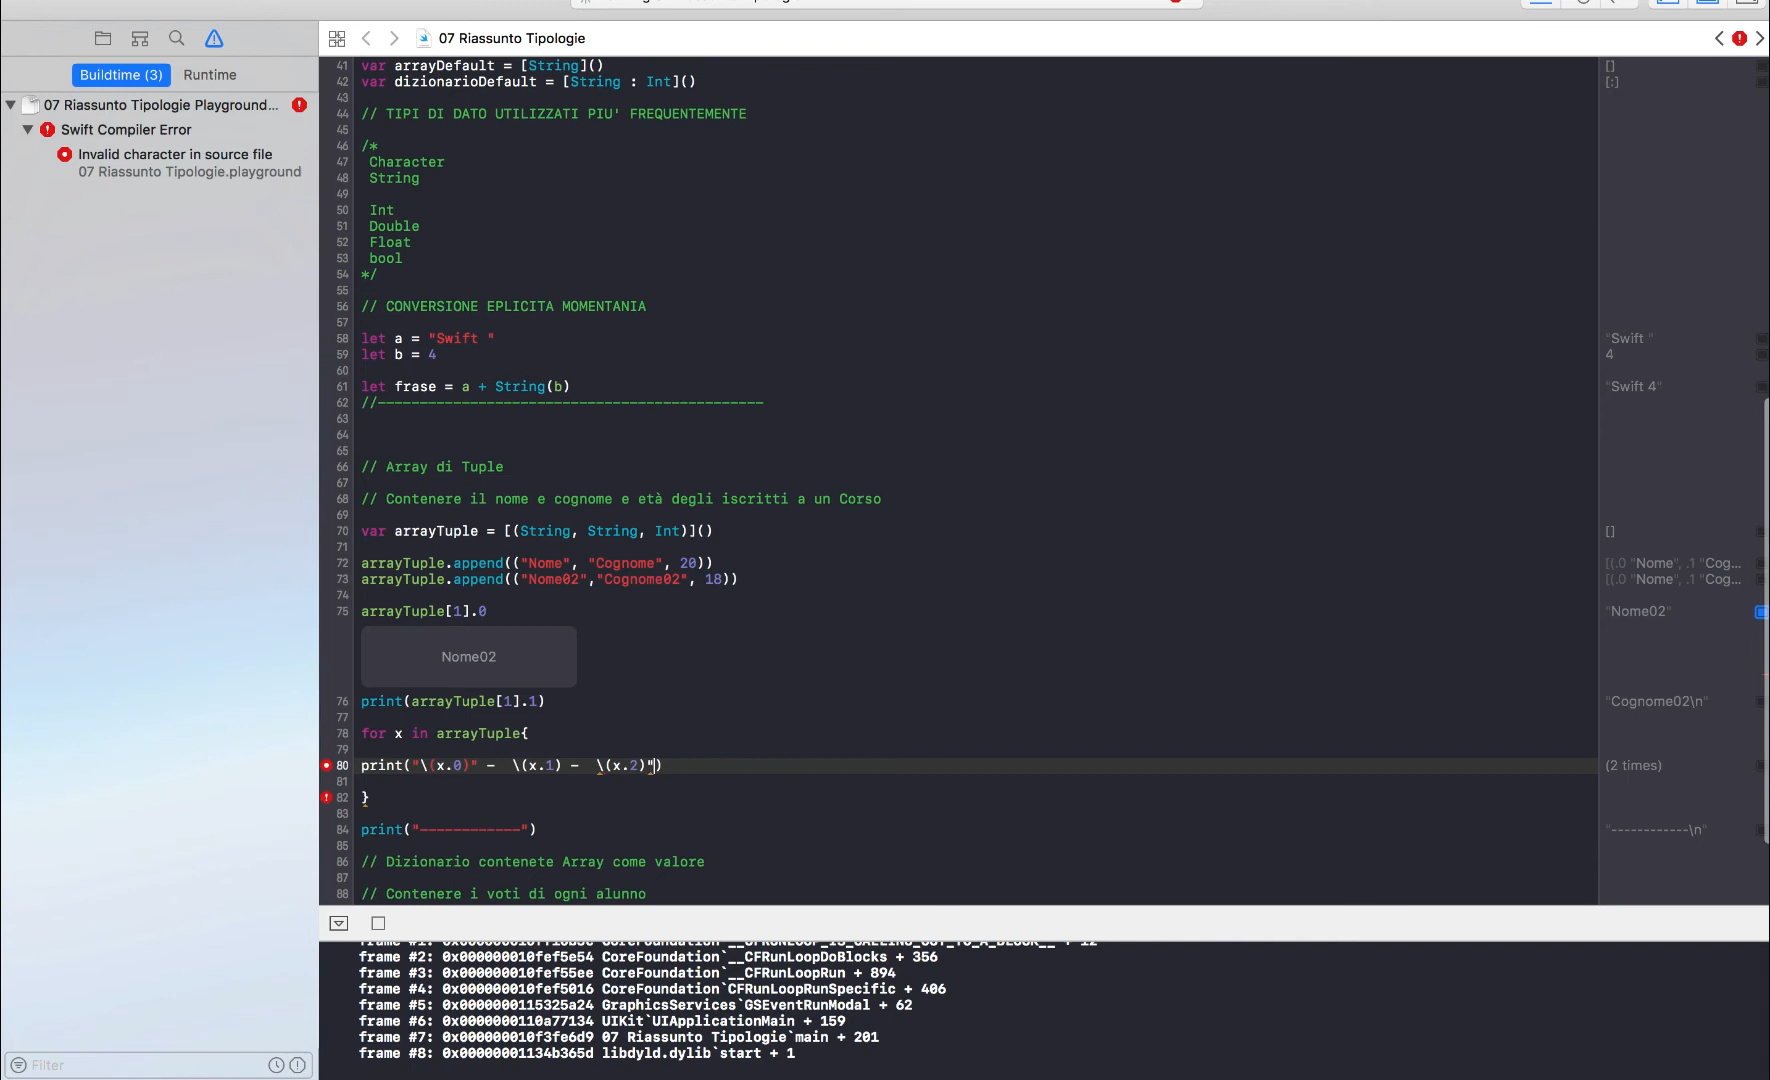 07 Riassunto Tipologie
Buildtime (3) Runtime
07 Riassunto Tipologie Playground...
Swift Compiler Error
Invalid character in source file
07 Riassunto Tipologie.playground
Filter
41 var arrayDefault = [String]()
42 var dizionarioDefault = [String : Int]()
43
44 // TIPI DI DATO UTILIZZATI PIU' FREQUENTEMENTE
45
46 /*
47 Character
48 String
49
50 Int
51 Double
52 Float
53 bool
54 */
55
56 // CONVERSIONE EPLICITA MOMENTANIA
57
58 let a = "Swift "
59 let b = 4
60
61 let frase = a + String(b)
62 //----------------------------------------------
63
64
65
66 // Array di Tuple
67
68 // Contenere il nome e cognome e età degli iscritti a un Corso
69
70 var arrayTuple = [(String, String, Int)]()
71
72 arrayTuple.append(("Nome", "Cognome", 20))
73 arrayTuple.append(("Nome02","Cognome02", 18))
74
75 arrayTuple[1].0
Nome02
76 print(arrayTuple[1].1)
77
78 for x in arrayTuple{
79
80 print("\(x.0)" -  \(x.1) -  \(x.2)")
81
82 }
83
84 print("------------")
85
86 // Dizionario contenete Array come valore
87
88 // Contenere i voti di ogni alunno
[]
[:]
"Swift "
4
"Swift 4"
[]
[(.0 "Nome", .1 "Cog...
[(.0 "Nome", .1 "Cog...
"Nome02"
"Cognome02\n"
(2 times)
"------------\n"
frame #2: 0x000000010fef5e54 CoreFoundation`__CFRunLoopDoBlocks + 356
frame #3: 0x000000010fef55ee CoreFoundation`__CFRunLoopRun + 894
frame #4: 0x000000010fef5016 CoreFoundation`CFRunLoopRunSpecific + 406
frame #5: 0x0000000115325a24 GraphicsServices`GSEventRunModal + 62
frame #6: 0x0000000110a77134 UIKit`UIApplicationMain + 159
frame #7: 0x000000010f3fe6d9 07 Riassunto Tipologie`main + 201
frame #8: 0x00000001134b365d libdyld.dylib`start + 1